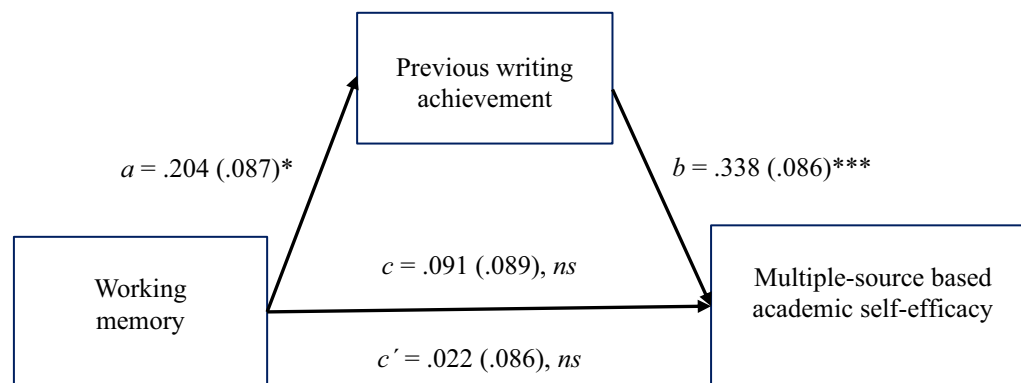 Previous writing
achievement
a = .204 (.087)*
b = .338 (.086)***
Working
memory
c = .091 (.089), ns
c´ = .022 (.086), ns
Multiple-source based
academic self-efficacy